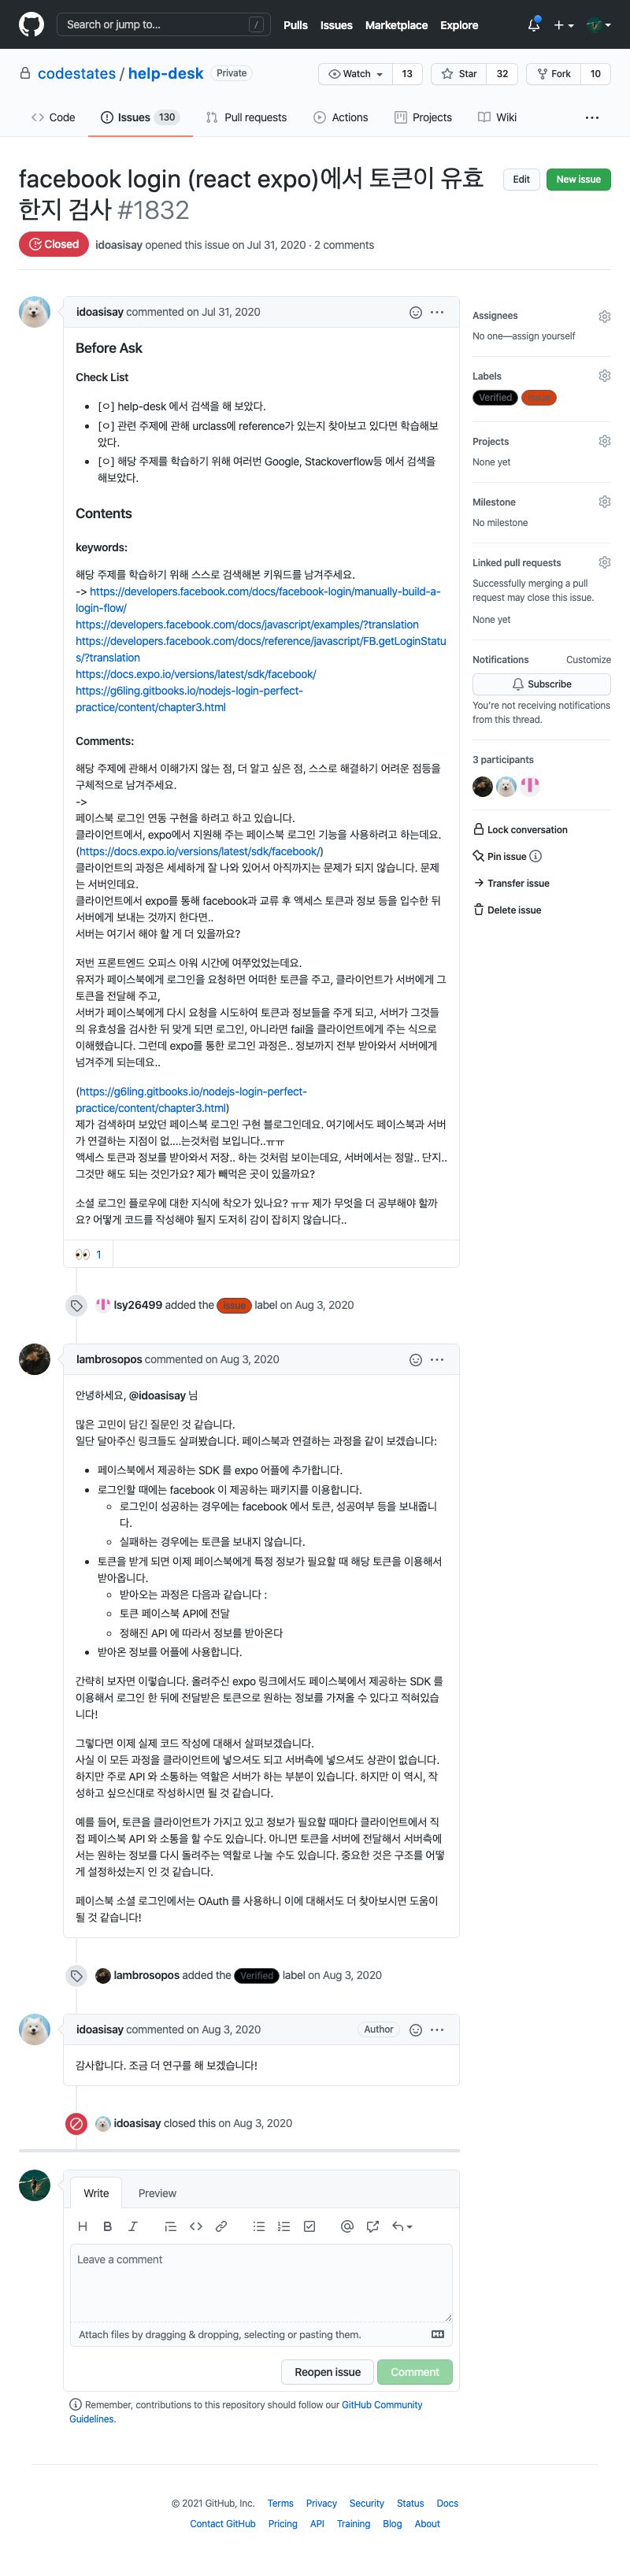 Search or jump to... /
Pulls Issues Marketplace Explore
codestates / help-desk Private
Watch 13 Star 32 Fork 10
Code Issues 130 Pull requests Actions Projects Wiki
facebook login (react expo)에서 토큰이 유효
한지 검사 #1832
Edit New issue
Closed idoasisay opened this issue on Jul 31, 2020 · 2 comments
idoasisay commented on Jul 31, 2020
Before Ask
Check List
• [ㅇ] help-desk 에서 검색을 해 보았다.
• [ㅇ] 관련 주제에 관해 urclass에 reference가 있는지 찾아보고 있다면 학습해보
았다.
• [ㅇ] 해당 주제를 학습하기 위해 여러번 Google, Stackoverflow등 에서 검색을
해보았다.
Contents
keywords:
해당 주제를 학습하기 위해 스스로 검색해본 키워드를 남겨주세요.
-> https://developers.facebook.com/docs/facebook-login/manually-build-a-
login-flow/
https://developers.facebook.com/docs/javascript/examples/?translation
https://developers.facebook.com/docs/reference/javascript/FB.getLoginStatu
s/?translation
https://docs.expo.io/versions/latest/sdk/facebook/
https://g6ling.gitbooks.io/nodejs-login-perfect-
practice/content/chapter3.html
Comments:
해당 주제에 관해서 이해가지 않는 점, 더 알고 싶은 점, 스스로 해결하기 어려운 점등을
구체적으로 남겨주세요.
->
페이스북 로그인 연동 구현을 하려고 하고 있습니다.
클라이언트에서, expo에서 지원해 주는 페이스북 로그인 기능을 사용하려고 하는데요.
(https://docs.expo.io/versions/latest/sdk/facebook/)
클라이언트의 과정은 세세하게 잘 나와 있어서 아직까지는 문제가 되지 않습니다. 문제
는 서버인데요.
클라이언트에서 expo를 통해 facebook과 교류 후 액세스 토큰과 정보 등을 입수한 뒤
서버에게 보내는 것까지 한다면..
서버는 여기서 해야 할 게 더 있을까요?
저번 프론트엔드 오피스 아워 시간에 여쭈었었는데요.
유저가 페이스북에게 로그인을 요청하면 어떠한 토큰을 주고, 클라이언트가 서버에게 그
토큰을 전달해 주고,
서버가 페이스북에게 다시 요청을 시도하여 토큰과 정보들을 주게 되고, 서버가 그것들
의 유효성을 검사한 뒤 맞게 되면 로그인, 아니라면 fail을 클라이언트에게 주는 식으로
이해했습니다. 그런데 expo를 통한 로그인 과정은.. 정보까지 전부 받아와서 서버에게
넘겨주게 되는데요..
(https://g6ling.gitbooks.io/nodejs-login-perfect-
practice/content/chapter3.html)
제가 검색하며 보았던 페이스북 로그인 구현 블로그인데요. 여기에서도 페이스북과 서버
가 연결하는 지점이 없....는것처럼 보입니다..ㅠㅠ
액세스 토큰과 정보를 받아와서 저장.. 하는 것처럼 보이는데요, 서버에서는 정말.. 단지..
그것만 해도 되는 것인가요? 제가 빼먹은 곳이 있을까요?
소셜 로그인 플로우에 대한 지식에 착오가 있나요? ㅠㅠ 제가 무엇을 더 공부해야 할까
요? 어떻게 코드를 작성해야 될지 도저히 감이 잡히지 않습니다..
👀 1
lsy26499 added the issue label on Aug 3, 2020
lambrosopos commented on Aug 3, 2020
안녕하세요, @idoasisay 님
많은 고민이 담긴 질문인 것 같습니다.
일단 달아주신 링크들도 살펴봤습니다. 페이스북과 연결하는 과정을 같이 보겠습니다:
• 페이스북에서 제공하는 SDK 를 expo 어플에 추가합니다.
• 로그인할 때에는 facebook 이 제공하는 패키지를 이용합니다.
◦ 로그인이 성공하는 경우에는 facebook 에서 토큰, 성공여부 등을 보내줍니
다.
◦ 실패하는 경우에는 토큰을 보내지 않습니다.
• 토큰을 받게 되면 이제 페이스북에게 특정 정보가 필요할 때 해당 토큰을 이용해서
받아옵니다.
◦ 받아오는 과정은 다음과 같습니다 :
◦ 토큰 페이스북 API에 전달
◦ 정해진 API 에 따라서 정보를 받아온다
• 받아온 정보를 어플에 사용합니다.
간략히 보자면 이렇습니다. 올려주신 expo 링크에서도 페이스북에서 제공하는 SDK 를
이용해서 로그인 한 뒤에 전달받은 토큰으로 원하는 정보를 가져올 수 있다고 적혀있습
니다!
그렇다면 이제 실제 코드 작성에 대해서 살펴보겠습니다.
사실 이 모든 과정을 클라이언트에 넣으셔도 되고 서버측에 넣으셔도 상관이 없습니다.
하지만 주로 API 와 소통하는 역할은 서버가 하는 부분이 있습니다. 하지만 이 역시, 작
성하고 싶으신대로 작성하시면 될 것 같습니다.
예를 들어, 토큰을 클라이언트가 가지고 있고 정보가 필요할 때마다 클라이언트에서 직
접 페이스북 API 와 소통을 할 수도 있습니다. 아니면 토큰을 서버에 전달해서 서버측에
서는 원하는 정보를 다시 돌려주는 역할로 나눌 수도 있습니다. 중요한 것은 구조를 어떻
게 설정하셨는지 인 것 같습니다.
페이스북 소셜 로그인에서는 OAuth 를 사용하니 이에 대해서도 더 찾아보시면 도움이
될 것 같습니다!
lambrosopos added the Verified label on Aug 3, 2020
idoasisay commented on Aug 3, 2020 Author
감사합니다. 조금 더 연구를 해 보겠습니다!
idoasisay closed this on Aug 3, 2020
Write Preview
Leave a comment
Attach files by dragging & dropping, selecting or pasting them.
Reopen issue Comment
Remember, contributions to this repository should follow our GitHub Community
Guidelines.
Assignees
No one—assign yourself
Labels
Verified issue
Projects
None yet
Milestone
No milestone
Linked pull requests
Successfully merging a pull
request may close this issue.
None yet
Notifications Customize
Subscribe
You're not receiving notifications
from this thread.
3 participants
Lock conversation
Pin issue
Transfer issue
Delete issue
© 2021 GitHub, Inc. Terms Privacy Security Status Docs
Contact GitHub Pricing API Training Blog About